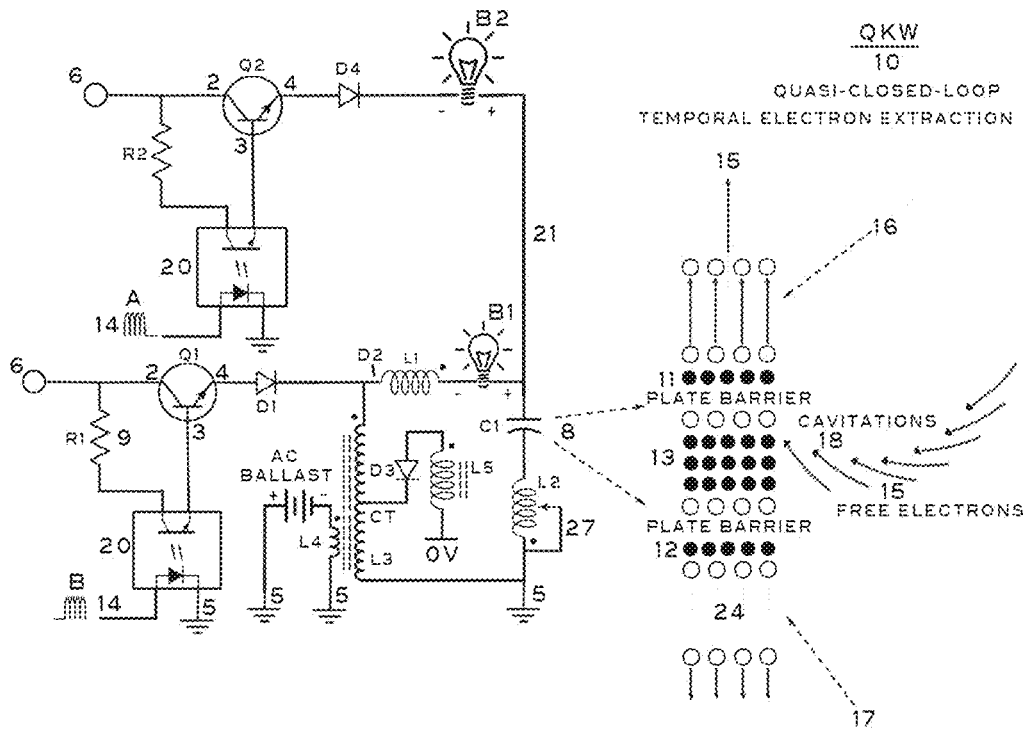 B2
QKW
10
QUASI-CLOSED-LOOP
TEMPORAL ELECTRON EXTRACTION
6
2
Q2
4
D4
- +
3
R2
15
16
21
20
A
14
B1
6
2
Q1
4
D1
D2
L1
- +
3
R1
9
C1
8
11
PLATE BARRIER
CAVITATIONS
18
13
15
FREE ELECTRONS
PLATE BARRIER
12
AC
BALLAST
+ -
D3
L5
CT
L4
L3
0V
L2
27
20
B
14
5
5
5
5
24
17